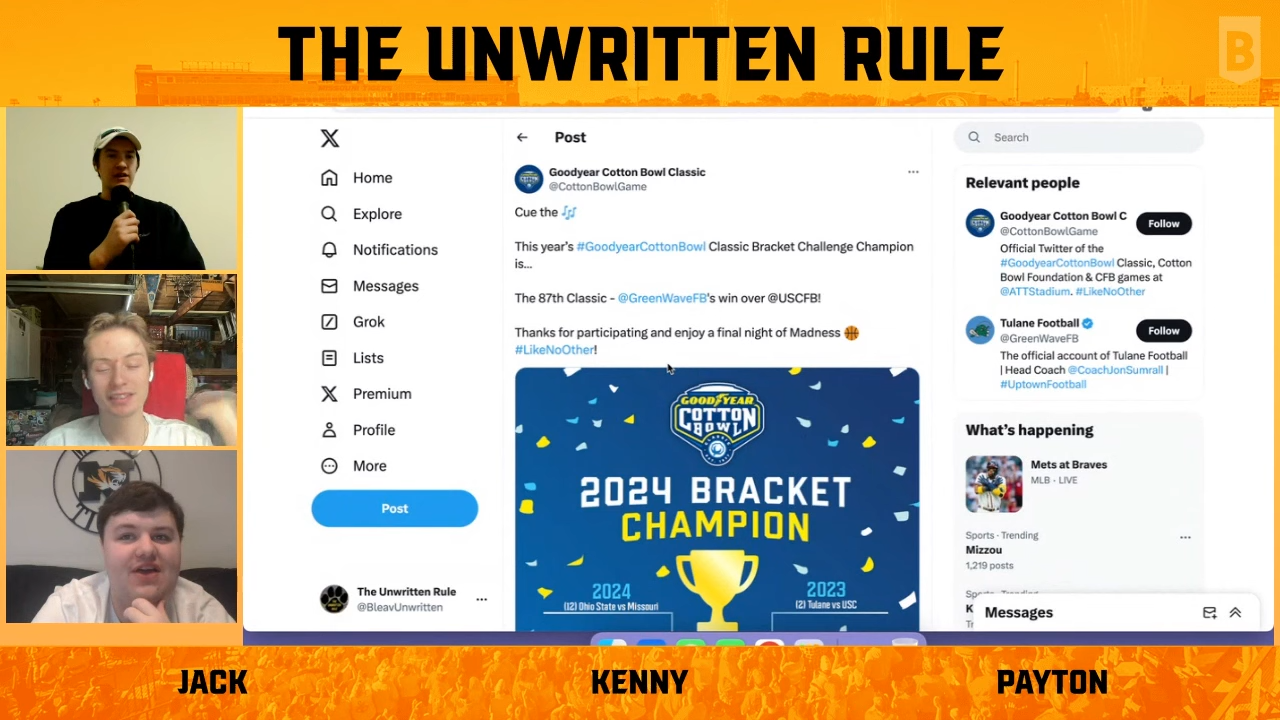 THE UNWRITTEN RULE
B
Post
Search
Home
Explore
Notifications
Messages
Grok
Lists
Premium
Profile
More
Post
The Unwritten Rule
@BleavUnwritten
Goodyear Cotton Bowl Classic
@CottonBowlGame
Cue the 🎶
This year's #GoodyearCottonBowl Classic Bracket Challenge Champion
is...
The 87th Classic - @GreenWaveFB's win over @USCFB!
Thanks for participating and enjoy a final night of Madness 🏀
#LikeNoOther!
GOODYEAR
COTTON
BOWL
CLASSIC
2024 BRACKET
CHAMPION
2024
(12) Ohio State vs Missouri
2023
(2) Tulane vs USC
Relevant people
Goodyear Cotton Bowl C
@CottonBowlGame
Follow
Official Twitter of the
#GoodyearCottonBowl Classic, Cotton
Bowl Foundation & CFB games at
@ATTStadium. #LikeNoOther
Tulane Football
@GreenWaveFB
Follow
The official account of Tulane Football
| Head Coach @CoachJonSumrall |
#UptownFootball
What's happening
Mets at Braves
MLB · LIVE
Sports · Trending
Mizzou
1,219 posts
Messages
JACK
KENNY
PAYTON